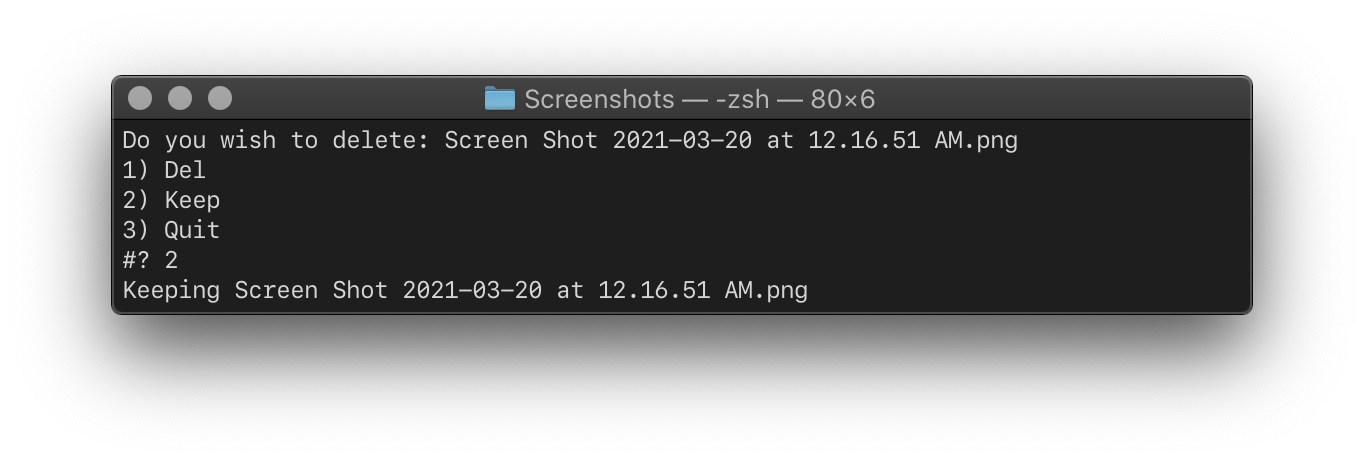 Screenshots — -zsh — 80×6
Do you wish to delete: Screen Shot 2021-03-20 at 12.16.51 AM.png
1) Del
2) Keep
3) Quit
#? 2
Keeping Screen Shot 2021-03-20 at 12.16.51 AM.png